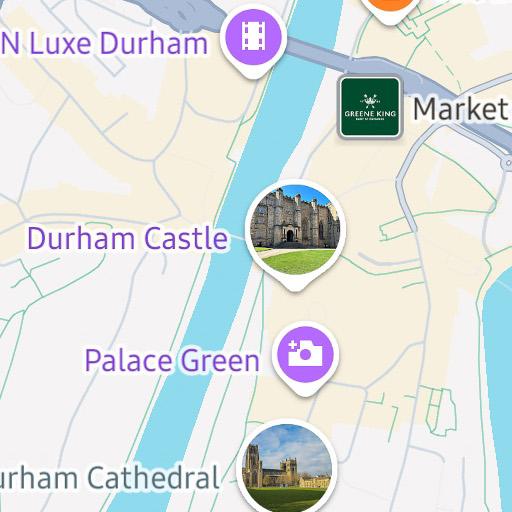 N Luxe Durham
GREENE KING
Market
Durham Castle
Palace Green
urham Cathedral